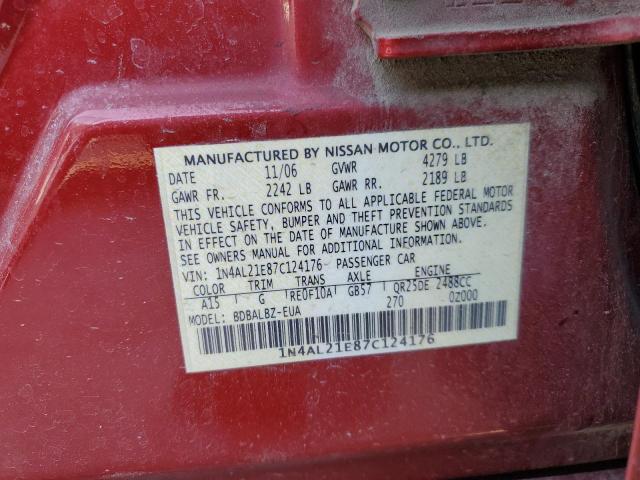 MANUFACTURED BY NISSAN MOTOR CO., LTD.
DATE 11/06 GVWR 4279 LB
GAWR FR. 2242 LB GAWR RR. 2189 LB
THIS VEHICLE CONFORMS TO ALL APPLICABLE FEDERAL MOTOR
VEHICLE SAFETY, BUMPER AND THEFT PREVENTION STANDARDS
IN EFFECT ON THE DATE OF MANUFACTURE SHOWN ABOVE.
SEE OWNERS MANUAL FOR ADDITIONAL INFORMATION.
VIN: 1N4AL21E87C124176 PASSENGER CAR
COLOR TRIM TRANS AXLE ENGINE
A15 G RE0F10A GB57 QR25DE 2488CC
MODEL: BDBALBZ-EUA 270 0Z000
1N4AL21E87C124176